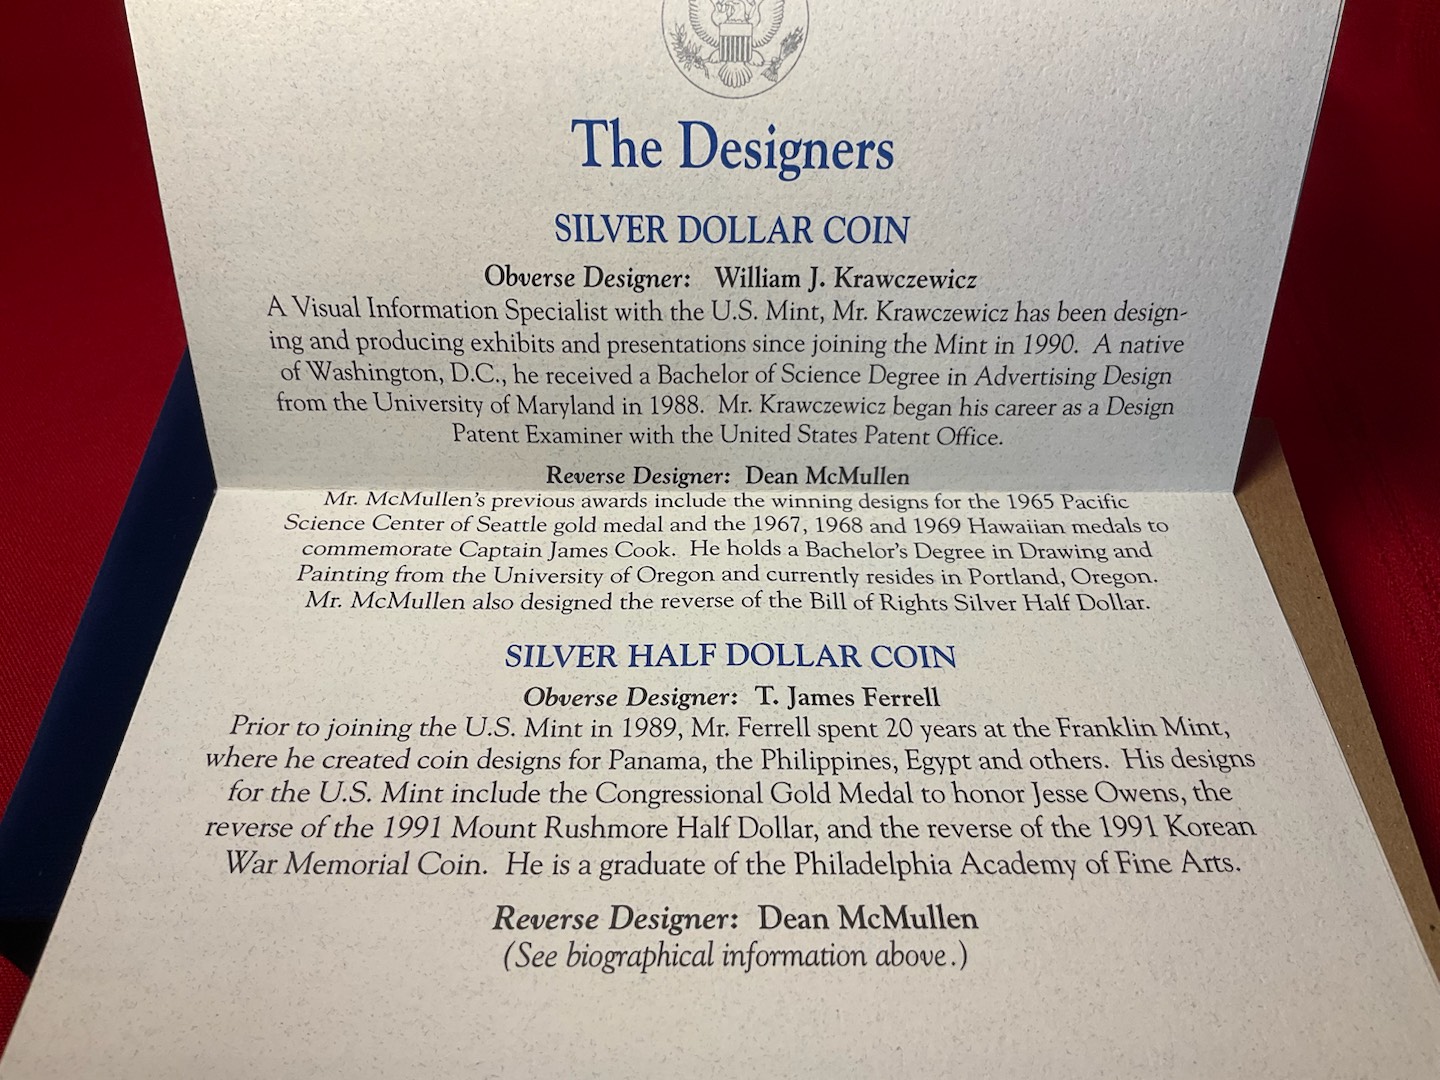 The Designers
SILVER DOLLAR COIN
Obverse Designer: William J. Krawczewicz
A Visual Information Specialist with the U.S. Mint, Mr. Krawczewicz has been design-
ing and producing exhibits and presentations since joining the Mint in 1990. A native
of Washington, D.C., he received a Bachelor of Science Degree in Advertising Design
from the University of Maryland in 1988. Mr. Krawczewicz began his career as a Design
Patent Examiner with the United States Patent Office.
Reverse Designer: Dean McMullen
Mr. McMullen's previous awards include the winning designs for the 1965 Pacific
Science Center of Seattle gold medal and the 1967, 1968 and 1969 Hawaiian medals to
commemorate Captain James Cook. He holds a Bachelor's Degree in Drawing and
Painting from the University of Oregon and currently resides in Portland, Oregon.
Mr. McMullen also designed the reverse of the Bill of Rights Silver Half Dollar.
SILVER HALF DOLLAR COIN
Obverse Designer: T. James Ferrell
Prior to joining the U.S. Mint in 1989, Mr. Ferrell spent 20 years at the Franklin Mint,
where he created coin designs for Panama, the Philippines, Egypt and others. His designs
for the U.S. Mint include the Congressional Gold Medal to honor Jesse Owens, the
reverse of the 1991 Mount Rushmore Half Dollar, and the reverse of the 1991 Korean
War Memorial Coin. He is a graduate of the Philadelphia Academy of Fine Arts.
Reverse Designer: Dean McMullen
(See biographical information above.)